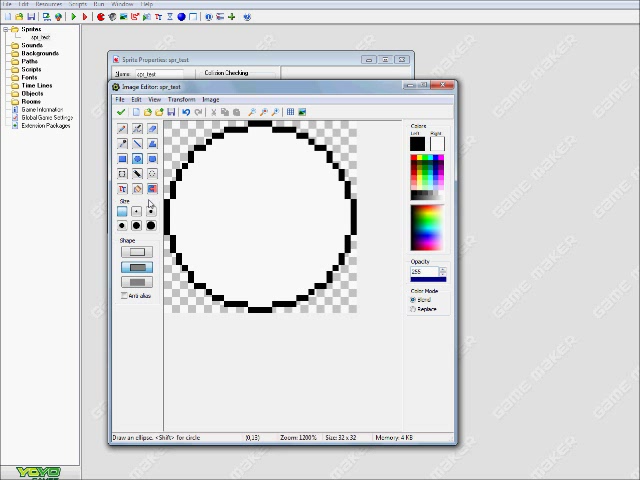 File Edit Resources Scripts Run Window Help
Sprites
spr_test
Sounds
Backgrounds
Paths
Scripts
Fonts
Time Lines
Objects
Rooms
Game Information
Global Game Settings
Extension Packages
Sprite Properties: spr_test
Name: spr_test
Collision Checking
Image Editor: spr_test
File Edit View Transform Image
Size
Shape
Anti alias
Colors
Left Right
Opacity
255
Color Mode
Blend
Replace
Draw an ellipse. <Shift> for circle
(0,13)
Zoom: 1200%
Size: 32 x 32
Memory: 4 KB
GAME MAKER
YOYO
GAMES